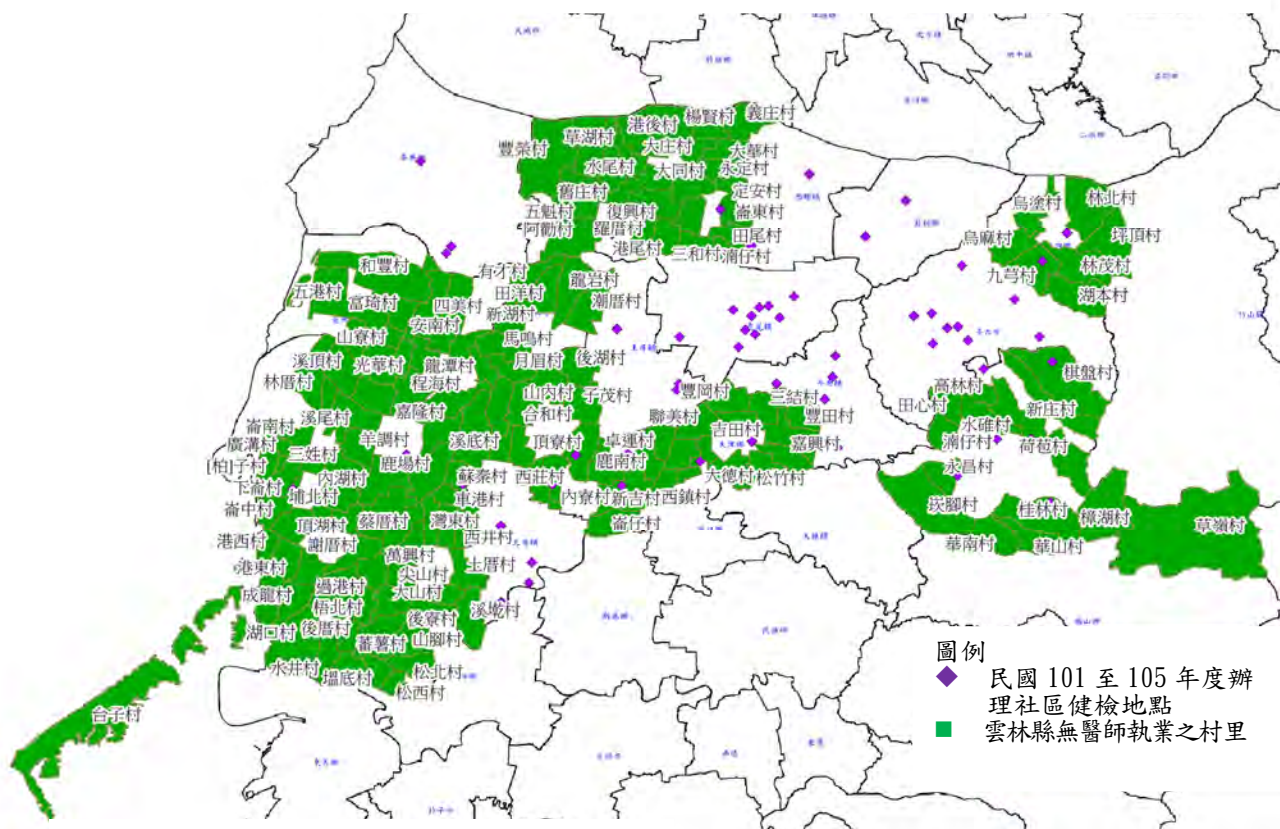 楊賢村
義庄村
港後村
草湖村
大庄村
大華村
豐榮村
水尾村
大同村
永定村
舊庄村
定安村
五魁村
復興村
崙東村
阿勸村
羅厝村
田尾村
港尾村
三和村
湳仔村
烏塗村
林北村
烏麻村
坪頂村
九芎村
林茂村
湖本村
和豐村
有才村
龍岩村
五港村
富琦村
四美村
田洋村
潮厝村
新湖村
安南村
山寮村
馬鳴村
溪頂村
光華村
龍潭村
月眉村
後湖村
林厝村
程海村
山內村
子茂村
豐岡村
三結村
高林村
棋盤村
嘉隆村
合和村
聯美村
豐田村
田心村
新庄村
溪尾村
崙南村
羊調村
溪底村
頂寮村
卓運村
吉田村
嘉興村
水碓村
廣溝村
三姓村
鹿場村
鹿南村
湳仔村
荷苞村
[柏]子村
內湖村
蘇秦村
西莊村
大德村
松竹村
永昌村
下崙村
埔北村
車港村
內寮村
新吉村
西鎮村
崁腳村
崙中村
頂湖村
蔡厝村
灣東村
崙仔村
桂林村
樟湖村
草嶺村
港西村
謝厝村
西井村
華南村
華山村
港東村
萬興村
土厝村
成龍村
過港村
尖山村
大山村
梧北村
溪墘村
湖口村
後厝村
後寮村
蕃薯村
山腳村
水井村
塭底村
松北村
松西村
台子村
圖例
民國 101 至 105 年度辦
理社區健檢地點
雲林縣無醫師執業之村里